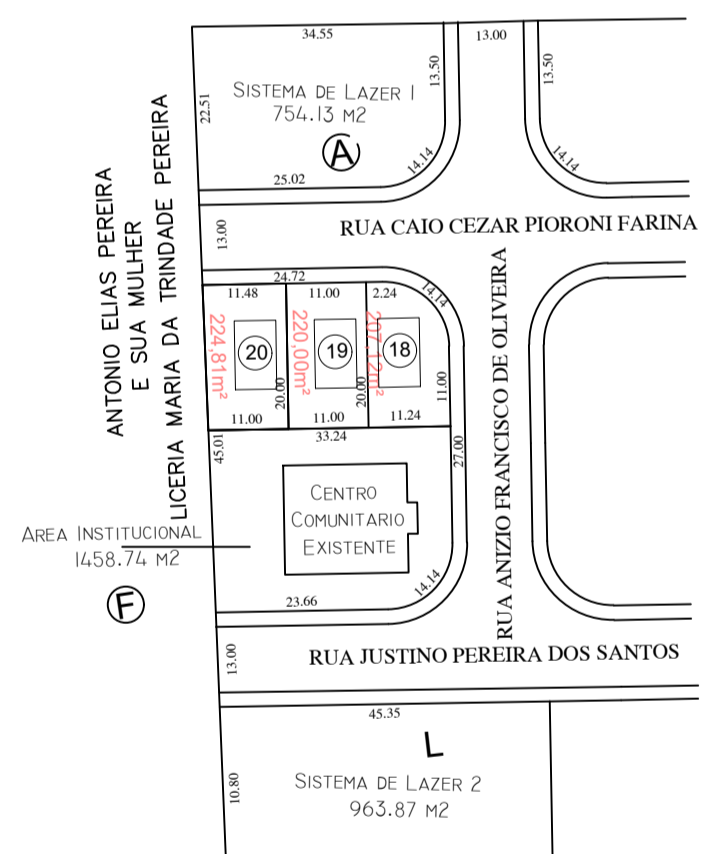 34.55
13.00
22.51
SISTEMA DE LAZER 1
754.13 M2
A
13.50
13.50
14.14
14.14
25.02
ANTONIO ELIAS PEREIRA
E SUA MULHER
LICERIA MARIA DA TRINDADE PEREIRA
13.00
RUA CAIO CEZAR PIORONI FARINA
24.72
11.48
11.00
2.24
14.14
224,81m²
20
220,00m²
19
207,12m²
18
20.00
20.00
11.00
11.00
11.00
11.24
RUA ANIZIO FRANCISCO DE OLIVEIRA
45.01
33.24
27.00
CENTRO
COMUNITARIO
EXISTENTE
AREA INSTITUCIONAL
1458.74 M2
F
23.66
14.14
13.00
RUA JUSTINO PEREIRA DOS SANTOS
45.35
L
10.80
SISTEMA DE LAZER 2
963.87 M2